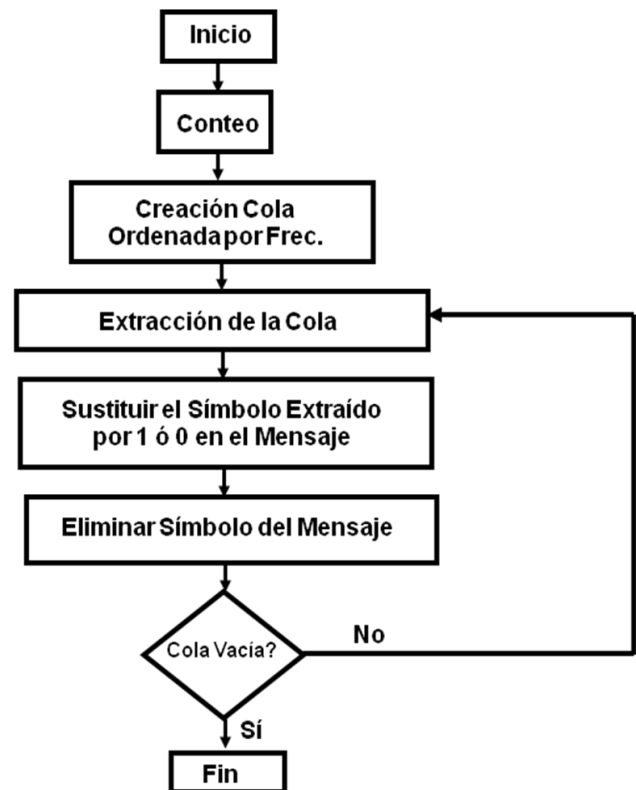 Inicio
Conteo
Creación Cola
Ordenada por Frec.
Extracción de la Cola
Sustituir el Símbolo Extraído
por 1 ó 0 en el Mensaje
Eliminar Símbolo del Mensaje
Cola Vacía?
No
Sí
Fin